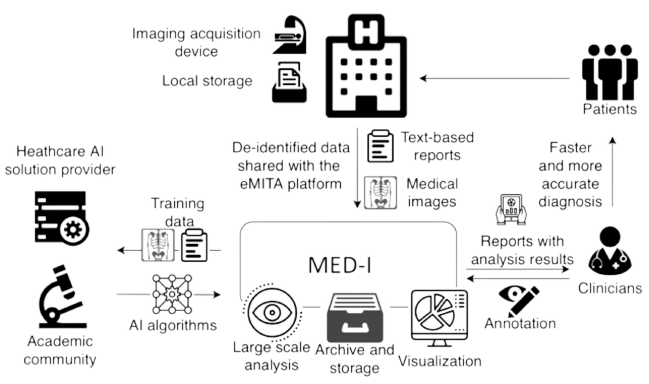 Imaging acquisition
device
Local storage
H
Patients
De-identified data
shared with the
eMITA platform
Text-based
reports
Medical
images
Faster
and more
accurate
diagnosis
Heathcare AI
solution provider
Training
data
AI algorithms
Academic
community
MED-I
Large scale
analysis
Archive and
storage
Visualization
Reports with
analysis results
Annotation
Clinicians